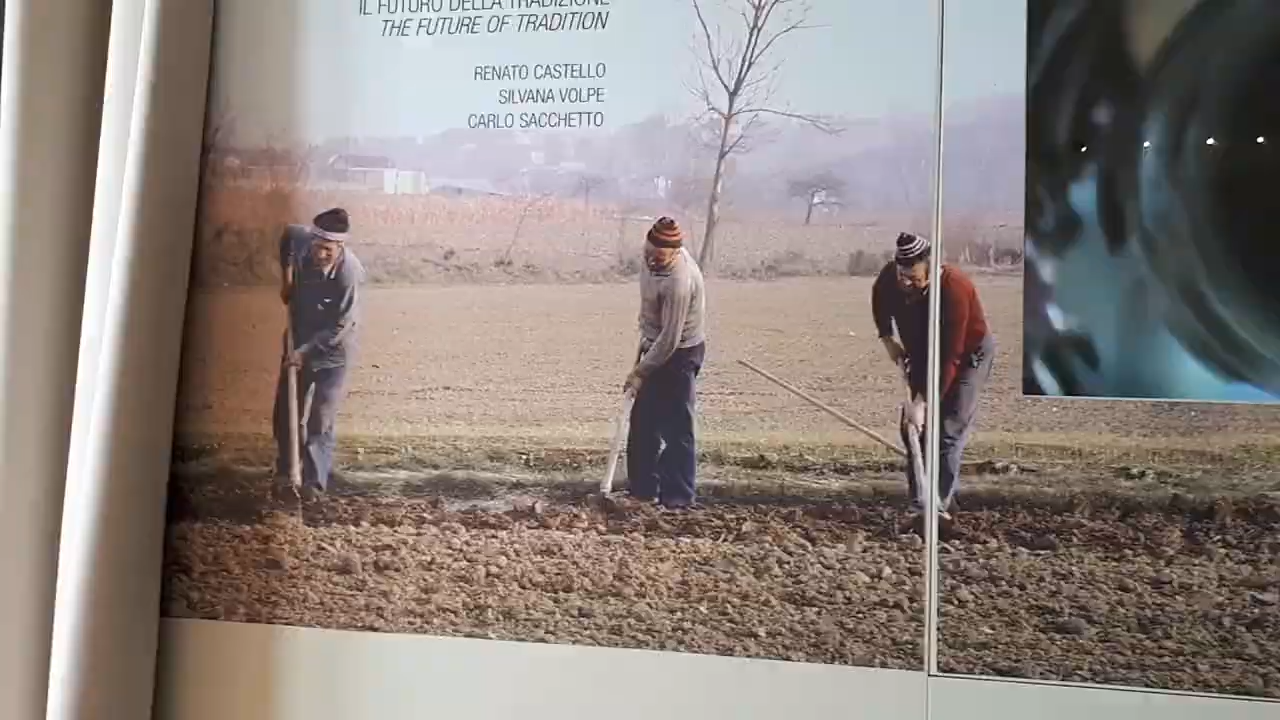 IL FUTURO DELLA TRADIZIONE
THE FUTURE OF TRADITION
RENATO CASTELLO
SILVANA VOLPE
CARLO SACCHETTO